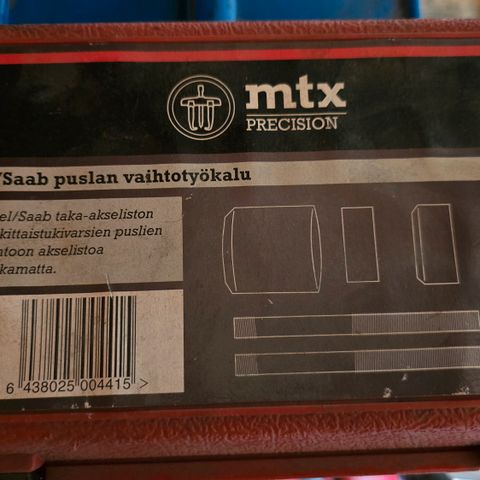 mtx
PRECISION
/Saab puslan vaihtotyökalu
el/Saab taka-akseliston
kittaistukivarsien puslien
ntoon akselistoa
kamatta.
6 438025 004415 >